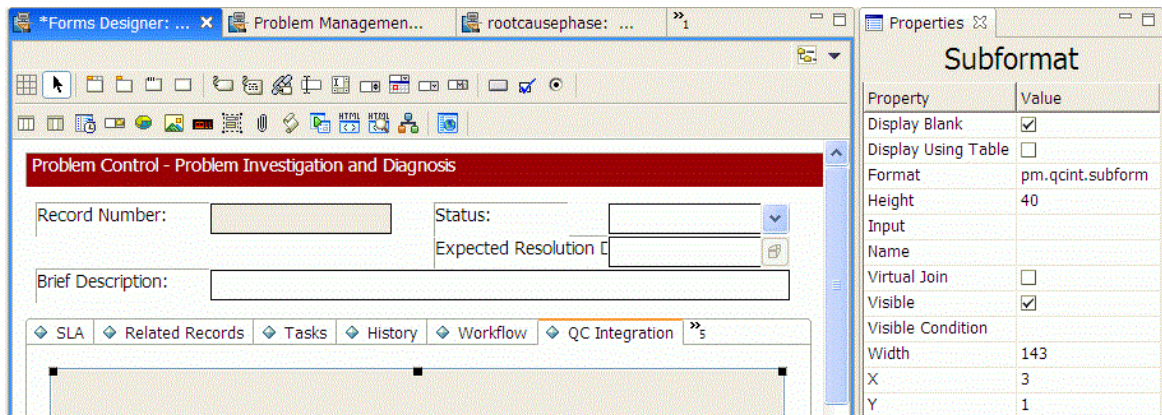 *Forms Designer: ... Problem Managemen... rootcausephase: ... »1
Properties
Subformat
Property Value
Display Blank
Display Using Table
Format pm.qcint.subform
Height 40
Input
Name
Virtual Join
Visible
Visible Condition
Width 143
X 3
Y 1
HTML HTML
Problem Control - Problem Investigation and Diagnosis
Record Number: Status:
Expected Resolution D
Brief Description:
SLA Related Records Tasks History Workflow QC Integration »5